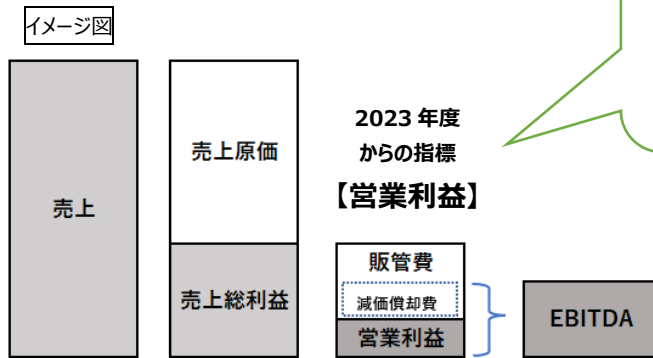 イメージ図
売上
売上原価
売上総利益
2023 年度
からの指標
【営業利益】
販管費
減価償却費
営業利益
EBITDA